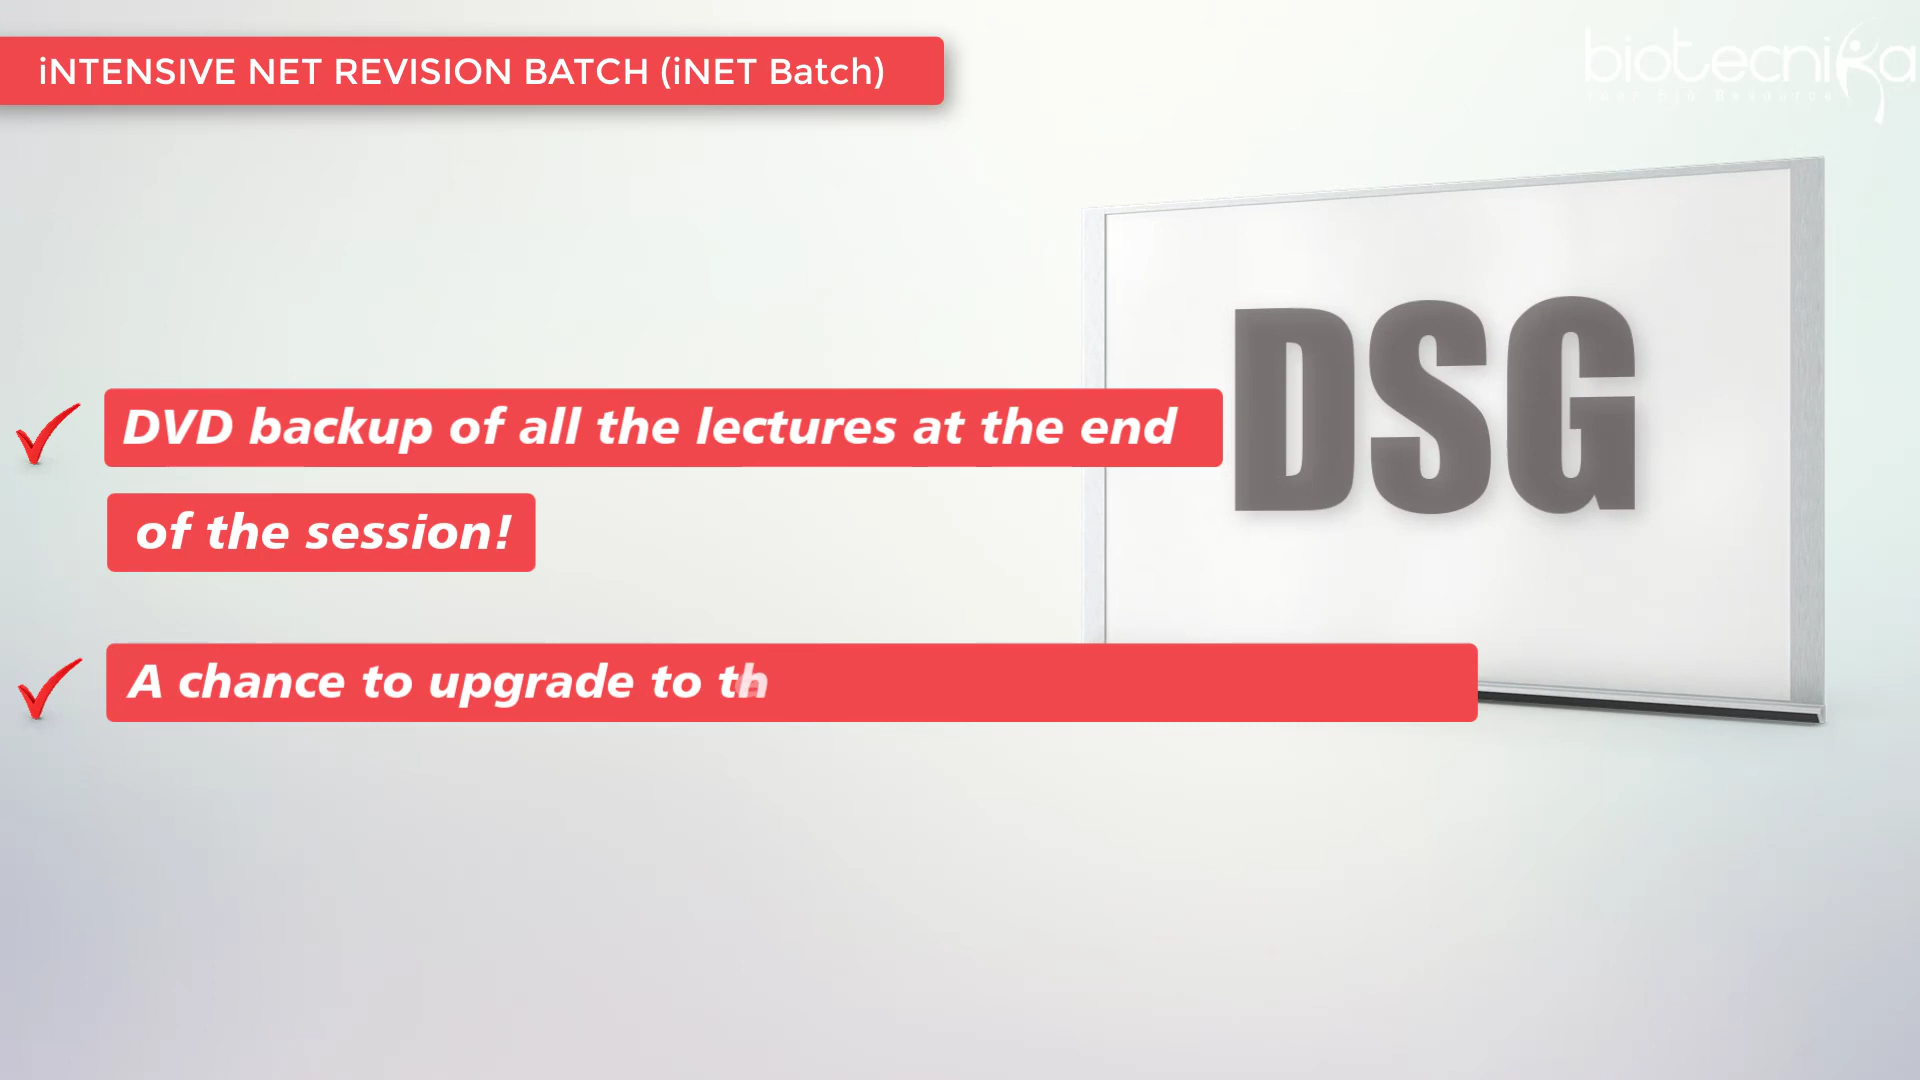 iNTENSIVE NET REVISION BATCH (iNET Batch)
biotecnika
DSG
DVD backup of all the lectures at the end
of the session!
A chance to upgrade to th